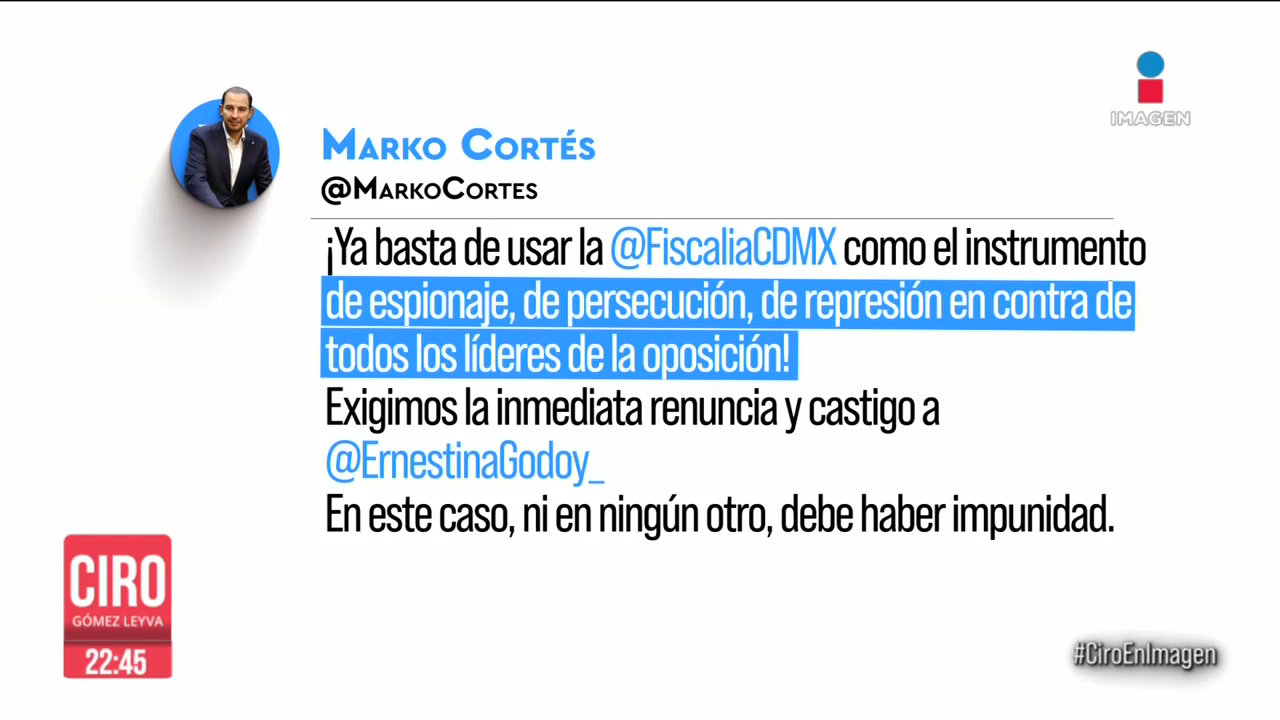 IMAGEN
MARKO CORTÉS
@MARKOCORTES
¡Ya basta de usar la @FiscaliaCDMX como el instrumento
de espionaje, de persecución, de represión en contra de
todos los líderes de la oposición!
Exigimos la inmediata renuncia y castigo a
@ErnestinaGodoy_
En este caso, ni en ningún otro, debe haber impunidad.
CIRO
GÓMEZ LEYVA
22:45
#CiroEnImagen